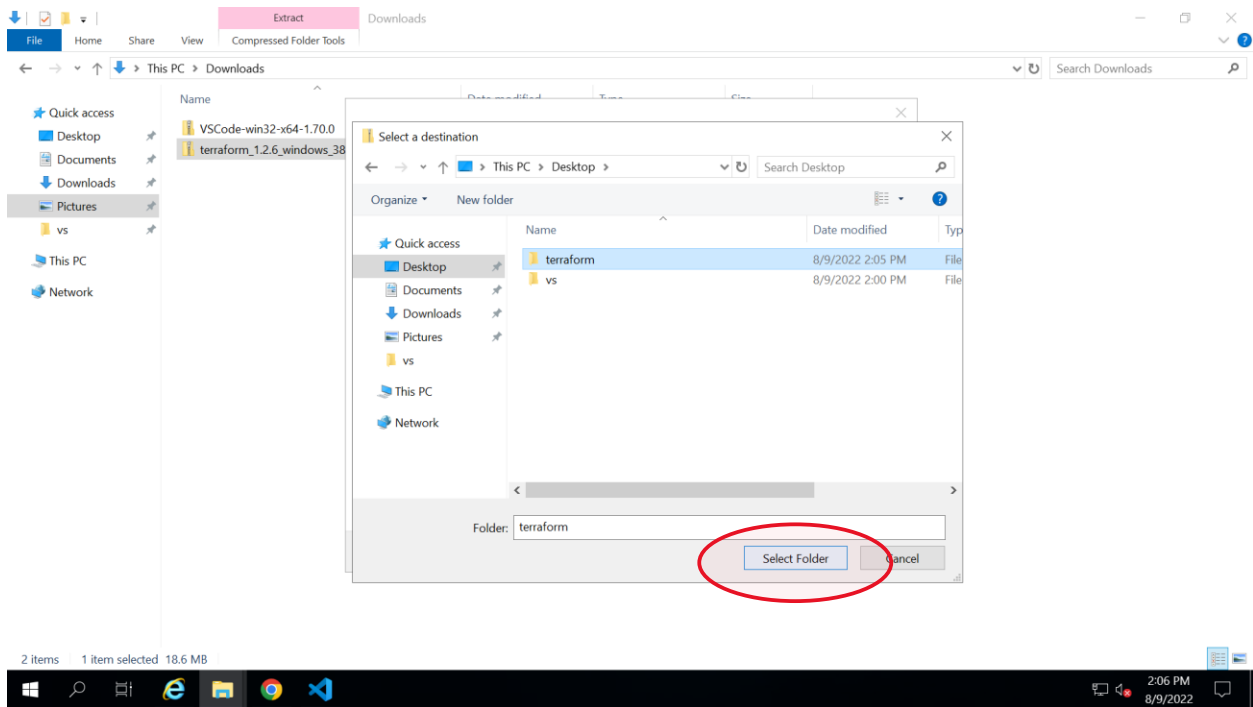 Extract
Downloads
File Home Share View Compressed Folder Tools
This PC > Downloads
Search Downloads
Quick access
Desktop
Documents
Downloads
Pictures
vs
This PC
Network
Name
VSCode-win32-x64-1.70.0
terraform_1.2.6_windows_38
Select a destination
This PC > Desktop >
Search Desktop
Organize
New folder
Quick access
Desktop
Documents
Downloads
Pictures
vs
This PC
Network
Name Date modified Typ
terraform 8/9/2022 2:05 PM File
vs 8/9/2022 2:00 PM File
Folder: terraform
Select Folder Cancel
2 items 1 item selected 18.6 MB
2:06 PM
8/9/2022